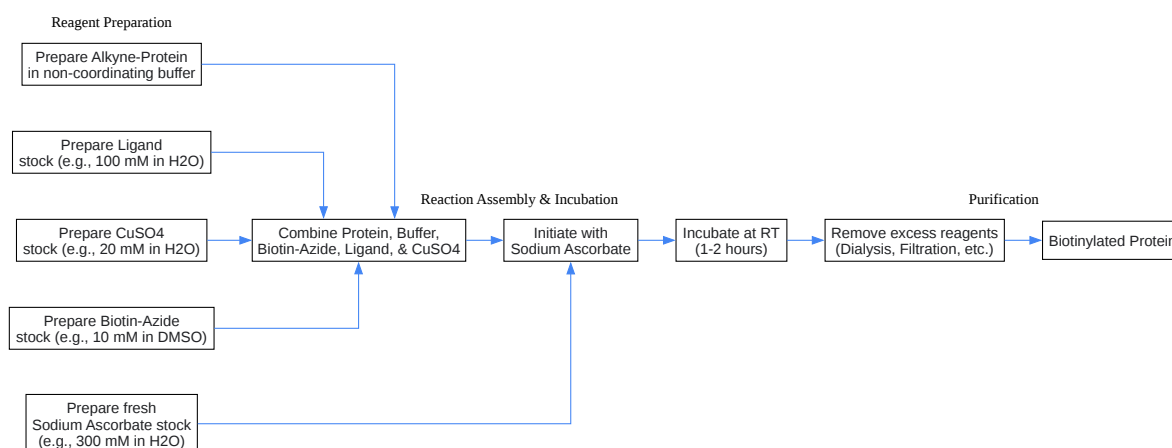 Reagent Preparation
Prepare Alkyne-Protein
in non-coordinating buffer
Prepare Ligand
stock (e.g., 100 mM in H2O)
Reaction Assembly & Incubation
Purification
Prepare CuSO4
stock (e.g., 20 mM in H2O)
Combine Protein, Buffer,
Biotin-Azide, Ligand, & CuSO4
Initiate with
Sodium Ascorbate
Incubate at RT
(1-2 hours)
Remove excess reagents
(Dialysis, Filtration, etc.)
Biotinylated Protein
Prepare Biotin-Azide
stock (e.g., 10 mM in DMSO)
Prepare fresh
Sodium Ascorbate stock
(e.g., 300 mM in H2O)